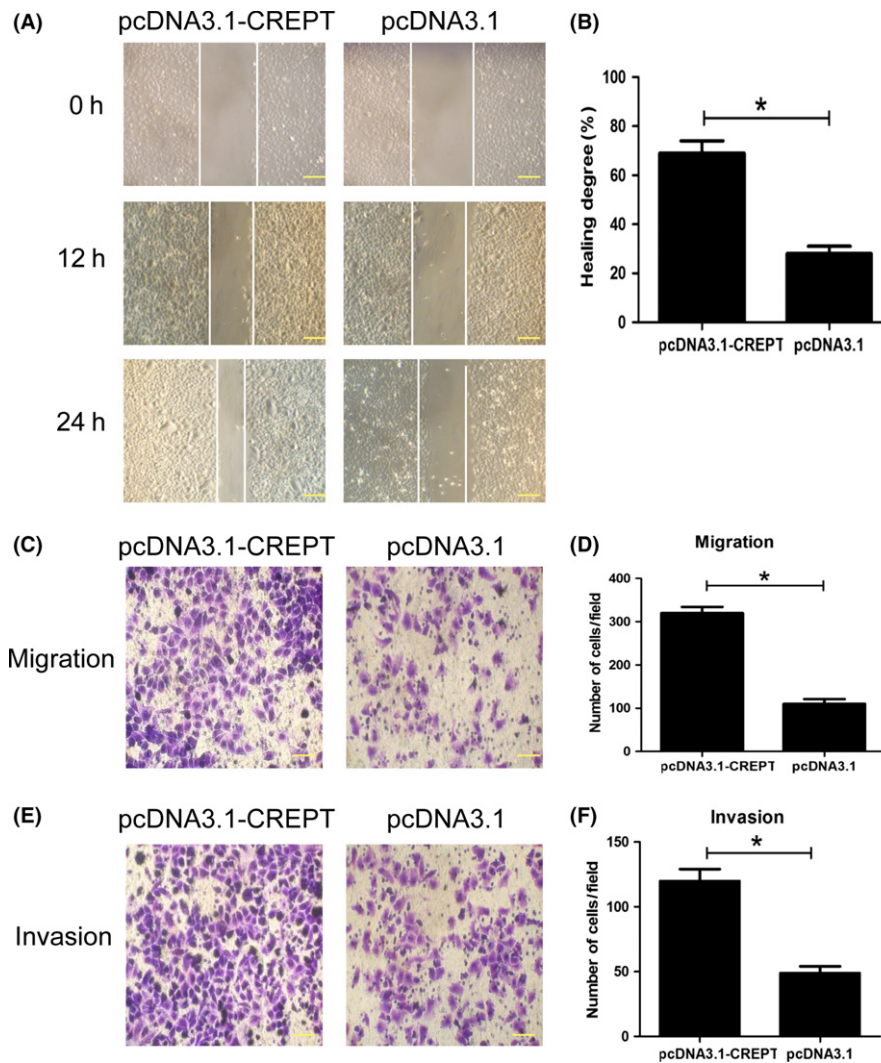 (A) pcDNA3.1-CREPT pcDNA3.1
0 h
12 h
24 h
(B)
100
80
60
40
20
0
Healing degree (%)
*
pcDNA3.1-CREPT pcDNA3.1
(C) pcDNA3.1-CREPT pcDNA3.1
Migration
(D)
Migration
400
300
200
100
0
Number of cells/field
*
pcDNA3.1-CREPT pcDNA3.1
(E) pcDNA3.1-CREPT pcDNA3.1
Invasion
(F)
Invasion
150
100
50
0
Number of cells/field
*
pcDNA3.1-CREPT pcDNA3.1